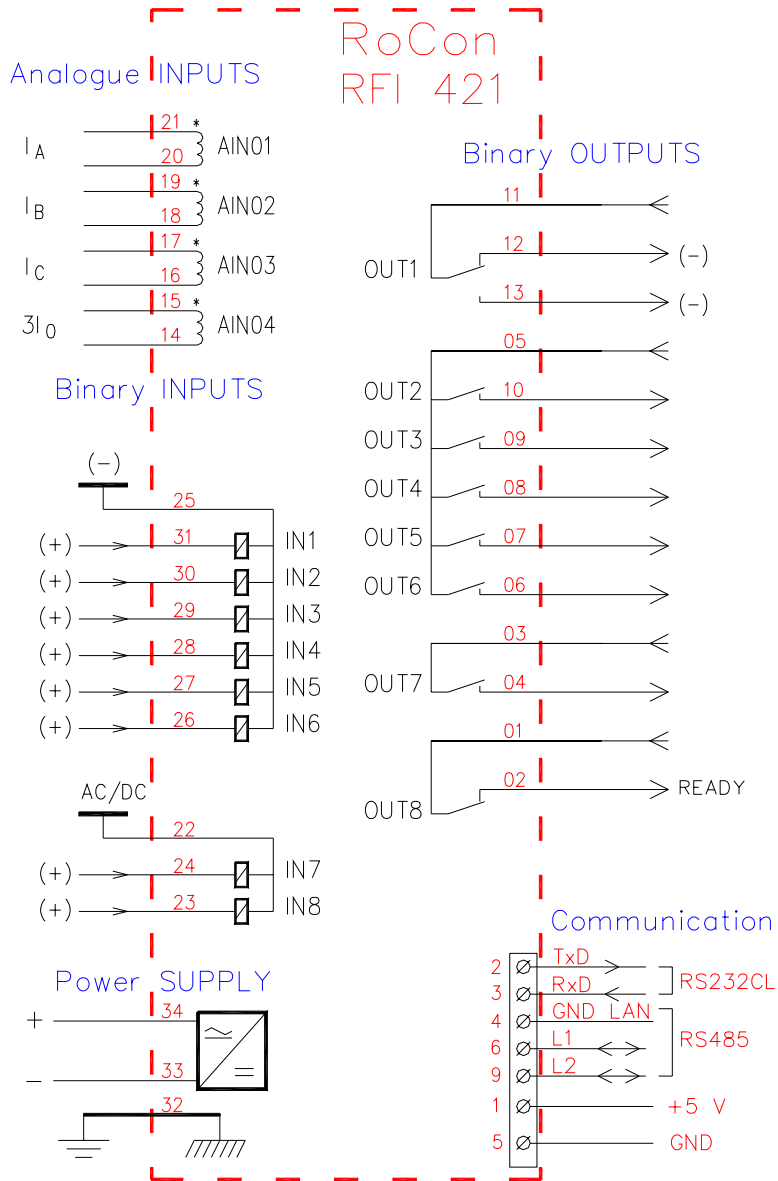 RoCon
RFI 421
Analogue INPUTS
I A 21 * AIN01
20
I B 19 * AIN02
18
I C 17 * AIN03
16
3I 0 15 * AIN04
14
Binary INPUTS
(-)
25
(+) 31 IN1
(+) 30 IN2
(+) 29 IN3
(+) 28 IN4
(+) 27 IN5
(+) 26 IN6
AC/DC
22
(+) 24 IN7
(+) 23 IN8
Power SUPPLY
+ 34
- 33
32
Binary OUTPUTS
11
12 (-)
OUT1
13 (-)
05
OUT2 10
OUT3 09
OUT4 08
OUT5 07
OUT6 06
03
OUT7 04
01
02 READY
OUT8
Communication
2 TxD
RS232CL
3 RxD
4 GND LAN
RS485
6 L1
9 L2
1 +5 V
5 GND